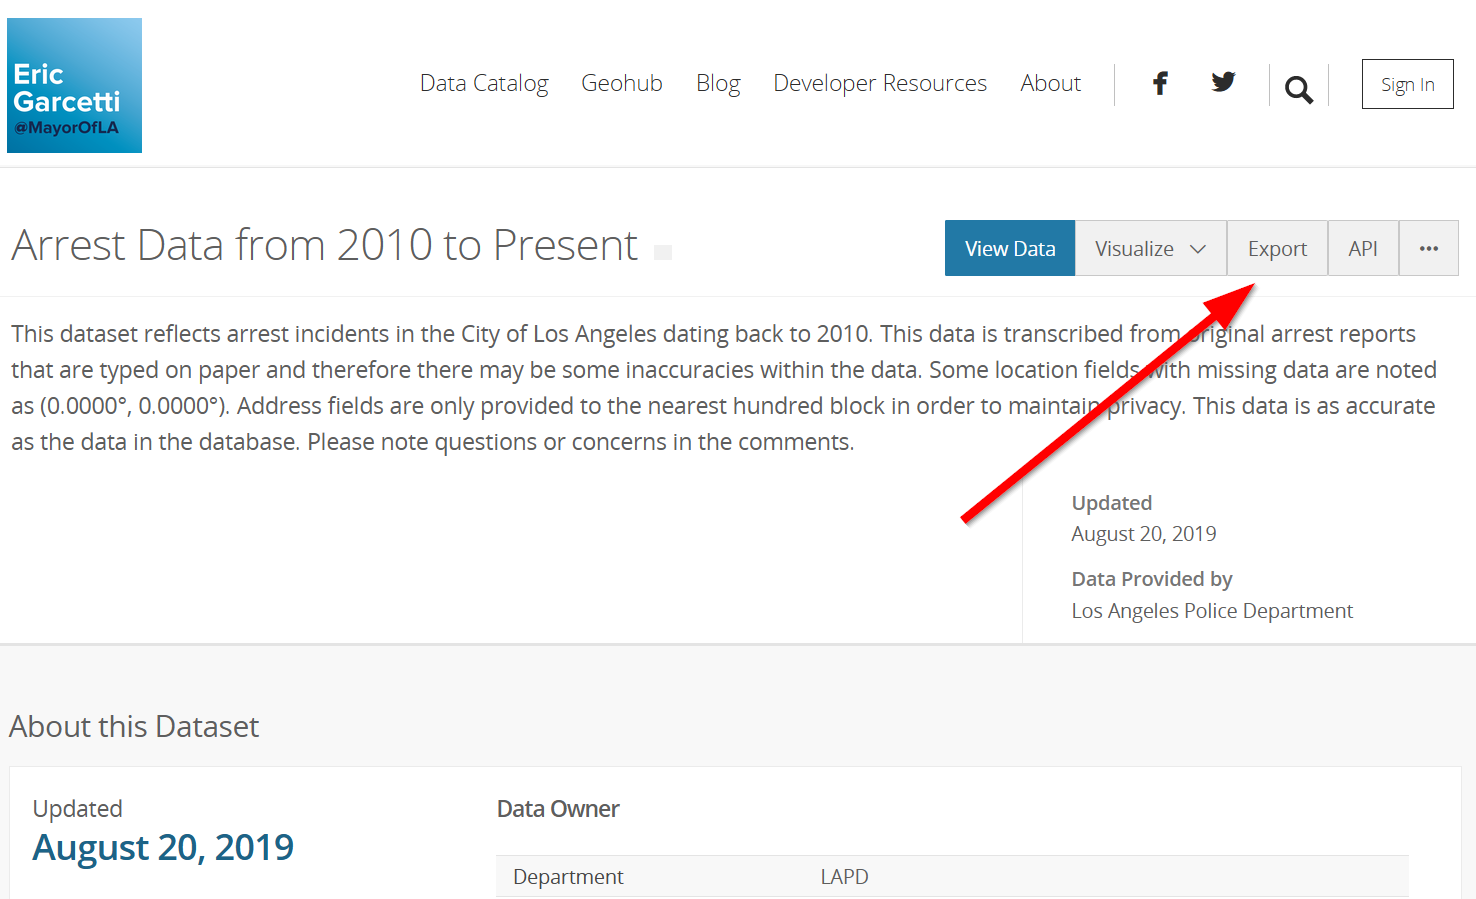 Eric
Garcetti
@MayorOfLA
Data Catalog Geohub Blog Developer Resources About Sign In
Arrest Data from 2010 to Present
View Data Visualize Export API ...
This dataset reflects arrest incidents in the City of Los Angeles dating back to 2010. This data is transcribed from original arrest reports
that are typed on paper and therefore there may be some inaccuracies within the data. Some location fields with missing data are noted
as (0.0000°, 0.0000°). Address fields are only provided to the nearest hundred block in order to maintain privacy. This data is as accurate
as the data in the database. Please note questions or concerns in the comments.
Updated
August 20, 2019
Data Provided by
Los Angeles Police Department
About this Dataset
Updated
August 20, 2019
Data Owner
Department LAPD